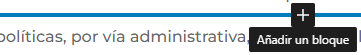 políticas, por vía administrativa,
Añadir un bloque